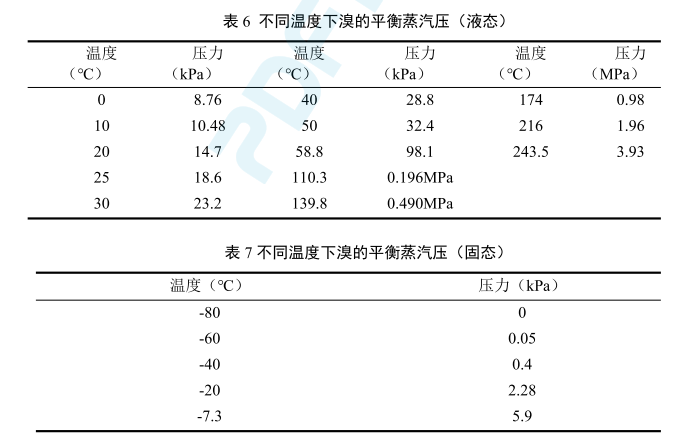 表 6 不同温度下溴的平衡蒸汽压（液态）
温度 压力 温度 压力 温度 压力
（℃） （kPa） （℃） （kPa） （℃） （MPa）
0 8.76 40 28.8 174 0.98
10 10.48 50 32.4 216 1.96
20 14.7 58.8 98.1 243.5 3.93
25 18.6 110.3 0.196MPa
30 23.2 139.8 0.490MPa
表 7 不同温度下溴的平衡蒸汽压（固态）
温度（℃） 压力（kPa）
-80 0
-60 0.05
-40 0.4
-20 2.28
-7.3 5.9